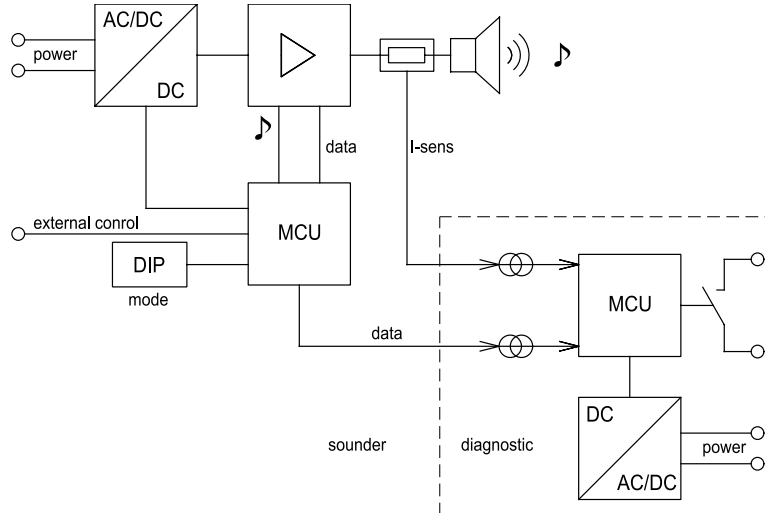 AC/DC
power
DC
data
I-sens
external conrol
MCU
DIP
mode
MCU
data
DC
sounder
diagnostic
power
AC/DC